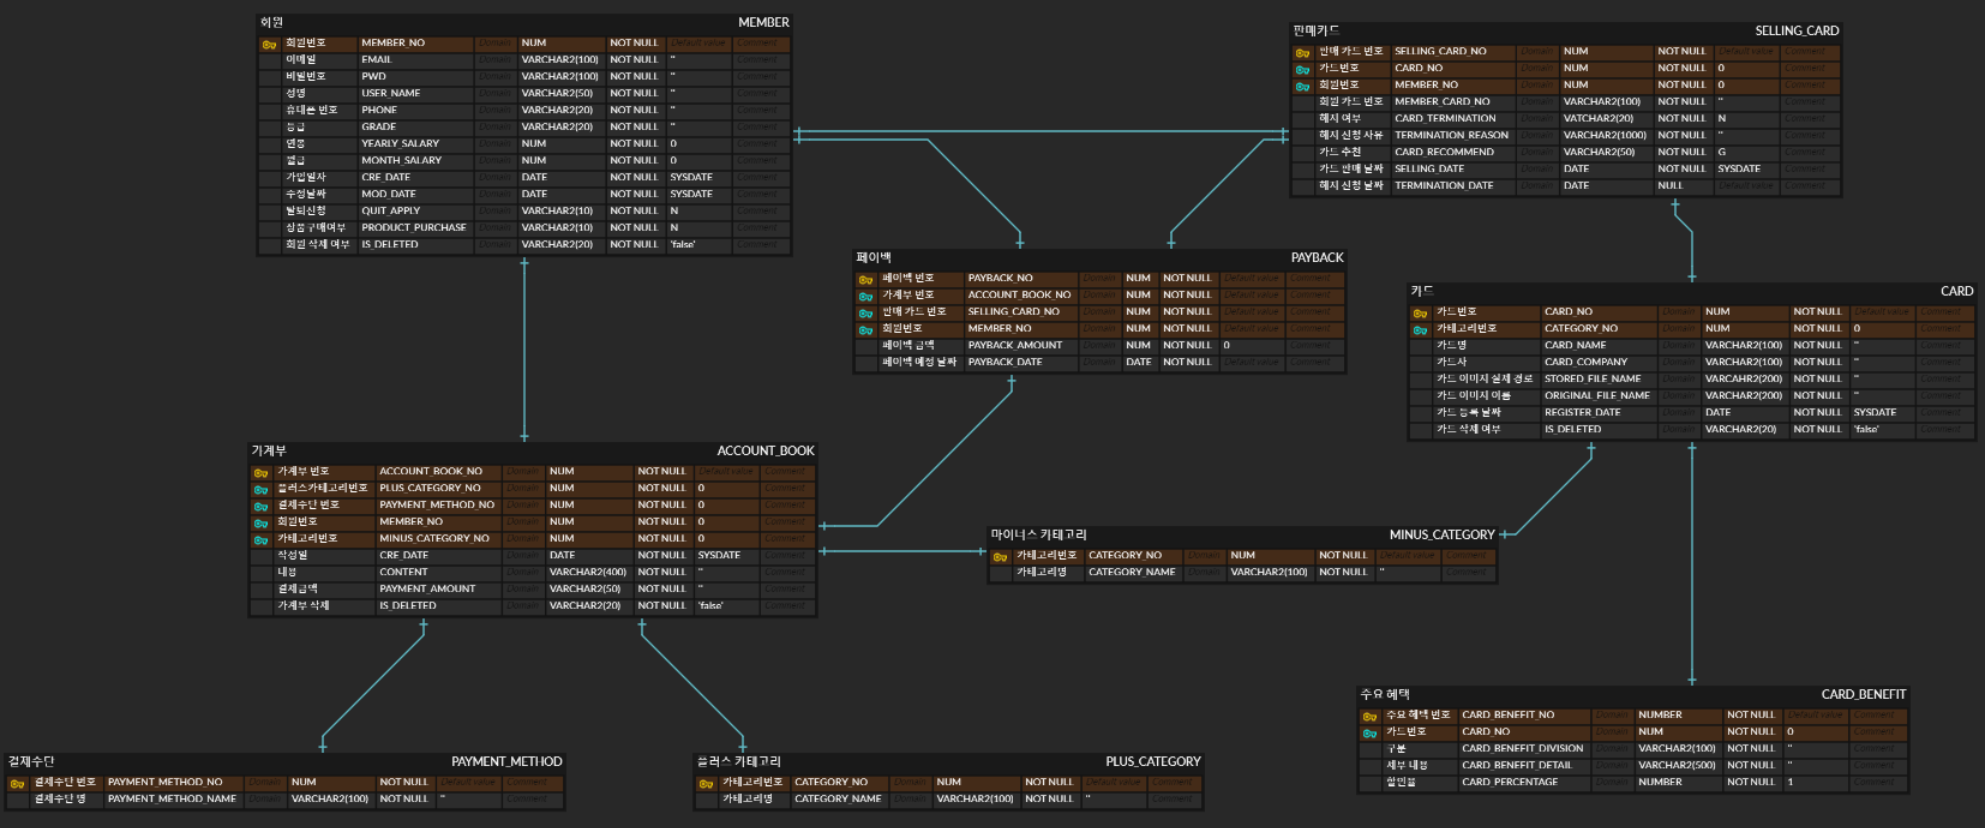 회원 MEMBER
회원번호 MEMBER_NO Domain NUM NOT NULL Default value Comment
이메일 EMAIL Domain VARCHAR2(100) NOT NULL '' Comment
비밀번호 PWD Domain VARCHAR2(100) NOT NULL '' Comment
성명 USER_NAME Domain VARCHAR2(50) NOT NULL '' Comment
휴대폰 번호 PHONE Domain VARCHAR2(20) NOT NULL '' Comment
등급 GRADE Domain VARCHAR2(20) NOT NULL '' Comment
연봉 YEARLY_SALARY Domain NUM NOT NULL 0 Comment
월급 MONTH_SALARY Domain NUM NOT NULL 0 Comment
가입일자 CRE_DATE Domain DATE NOT NULL SYSDATE Comment
수정날짜 MOD_DATE Domain DATE NOT NULL SYSDATE Comment
탈퇴신청 QUIT_APPLY Domain VARCHAR2(10) NOT NULL N Comment
상품구매여부 PRODUCT_PURCHASE Domain VARCHAR2(10) NOT NULL N Comment
회원 삭제 여부 IS_DELETED Domain VARCHAR2(20) NOT NULL 'false' Comment
판매카드 SELLING_CARD
판매 카드 번호 SELLING_CARD_NO Domain NUM NOT NULL Default value Comment
카드번호 CARD_NO Domain NUM NOT NULL 0 Comment
회원번호 MEMBER_NO Domain NUM NOT NULL 0 Comment
회원 카드 번호 MEMBER_CARD_NO Domain VARCHAR2(100) NOT NULL '' Comment
해지 여부 CARD_TERMINATION Domain VATCHAR2(20) NOT NULL N Comment
해지 신청 사유 TERMINATION_REASON Domain VARCHAR2(1000) NOT NULL '' Comment
카드 추천 CARD_RECOMMEND Domain VARCHAR2(50) NOT NULL G Comment
카드 판매 날짜 SELLING_DATE Domain DATE NOT NULL SYSDATE Comment
해지 신청 날짜 TERMINATION_DATE Domain DATE NULL Default value Comment
페이백 PAYBACK
페이백 번호 PAYBACK_NO Domain NUM NOT NULL Default value Comment
가계부 번호 ACCOUNT_BOOK_NO Domain NUM NOT NULL Default value Comment
판매 카드 번호 SELLING_CARD_NO Domain NUM NOT NULL Default value Comment
회원번호 MEMBER_NO Domain NUM NOT NULL Default value Comment
페이백 금액 PAYBACK_AMOUNT Domain NUM NOT NULL 0 Comment
페이백 예정 날짜 PAYBACK_DATE Domain DATE NOT NULL Default value Comment
카드 CARD
카드번호 CARD_NO Domain NUM NOT NULL Default value Comment
카테고리번호 CATEGORY_NO Domain NUM NOT NULL 0 Comment
카드명 CARD_NAME Domain VARCHAR2(100) NOT NULL '' Comment
카드사 CARD_COMPANY Domain VARCHAR2(100) NOT NULL '' Comment
카드 이미지 실제 경로 STORED_FILE_NAME Domain VARCAHR2(200) NOT NULL '' Comment
카드 이미지 이름 ORIGINAL_FILE_NAME Domain VARCHAR2(200) NOT NULL '' Comment
카드 등록 날짜 REGISTER_DATE Domain DATE NOT NULL SYSDATE Comment
카드 삭제 여부 IS_DELETED Domain VARCHAR2(20) NOT NULL 'false' Comment
가계부 ACCOUNT_BOOK
가계부 번호 ACCOUNT_BOOK_NO Domain NUM NOT NULL Default value Comment
플러스카테고리번호 PLUS_CATEGORY_NO Domain NUM NOT NULL 0 Comment
결제수단 번호 PAYMENT_METHOD_NO Domain NUM NOT NULL 0 Comment
회원번호 MEMBER_NO Domain NUM NOT NULL 0 Comment
카테고리번호 MINUS_CATEGORY_NO Domain NUM NOT NULL 0 Comment
작성일 CRE_DATE Domain DATE NOT NULL SYSDATE Comment
내용 CONTENT Domain VARCHAR2(400) NOT NULL '' Comment
결제금액 PAYMENT_AMOUNT Domain VARCHAR2(50) NOT NULL '' Comment
가계부 삭제 IS_DELETED Domain VARCHAR2(20) NOT NULL 'false' Comment
마이너스 카테고리 MINUS_CATEGORY
카테고리번호 CATEGORY_NO Domain NUM NOT NULL Default value Comment
카테고리명 CATEGORY_NAME Domain VARCHAR2(100) NOT NULL '' Comment
주요 혜택 CARD_BENEFIT
주요 혜택 번호 CARD_BENEFIT_NO Domain NUMBER NOT NULL Default value Comment
카드번호 CARD_NO Domain NUM NOT NULL 0 Comment
구분 CARD_BENEFIT_DIVISION Domain VARCHAR2(100) NOT NULL '' Comment
세부 내용 CARD_BENEFIT_DETAIL Domain VARCHAR2(500) NOT NULL '' Comment
할인율 CARD_PERCENTAGE Domain NUMBER NOT NULL 1 Comment
결제수단 PAYMENT_METHOD
결제수단 번호 PAYMENT_METHOD_NO Domain NUM NOT NULL Default value Comment
결제수단 명 PAYMENT_METHOD_NAME Domain VARCHAR2(100) NOT NULL '' Comment
플러스 카테고리 PLUS_CATEGORY
카테고리번호 CATEGORY_NO Domain NUM NOT NULL Default value Comment
카테고리명 CATEGORY_NAME Domain VARCHAR2(100) NOT NULL '' Comment